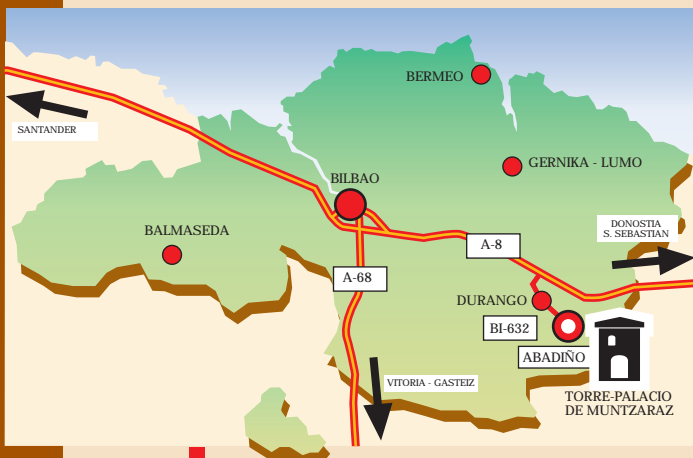 BERMEO
SANTANDER
GERNIKA - LUMO
BILBAO
BALMASEDA
DONOSTIA
S. SEBASTIAN
A-8
A-68
DURANGO
BI-632
ABADIÑO
VITORIA - GASTEIZ
TORRE-PALACIO
DE MUNTZARAZ